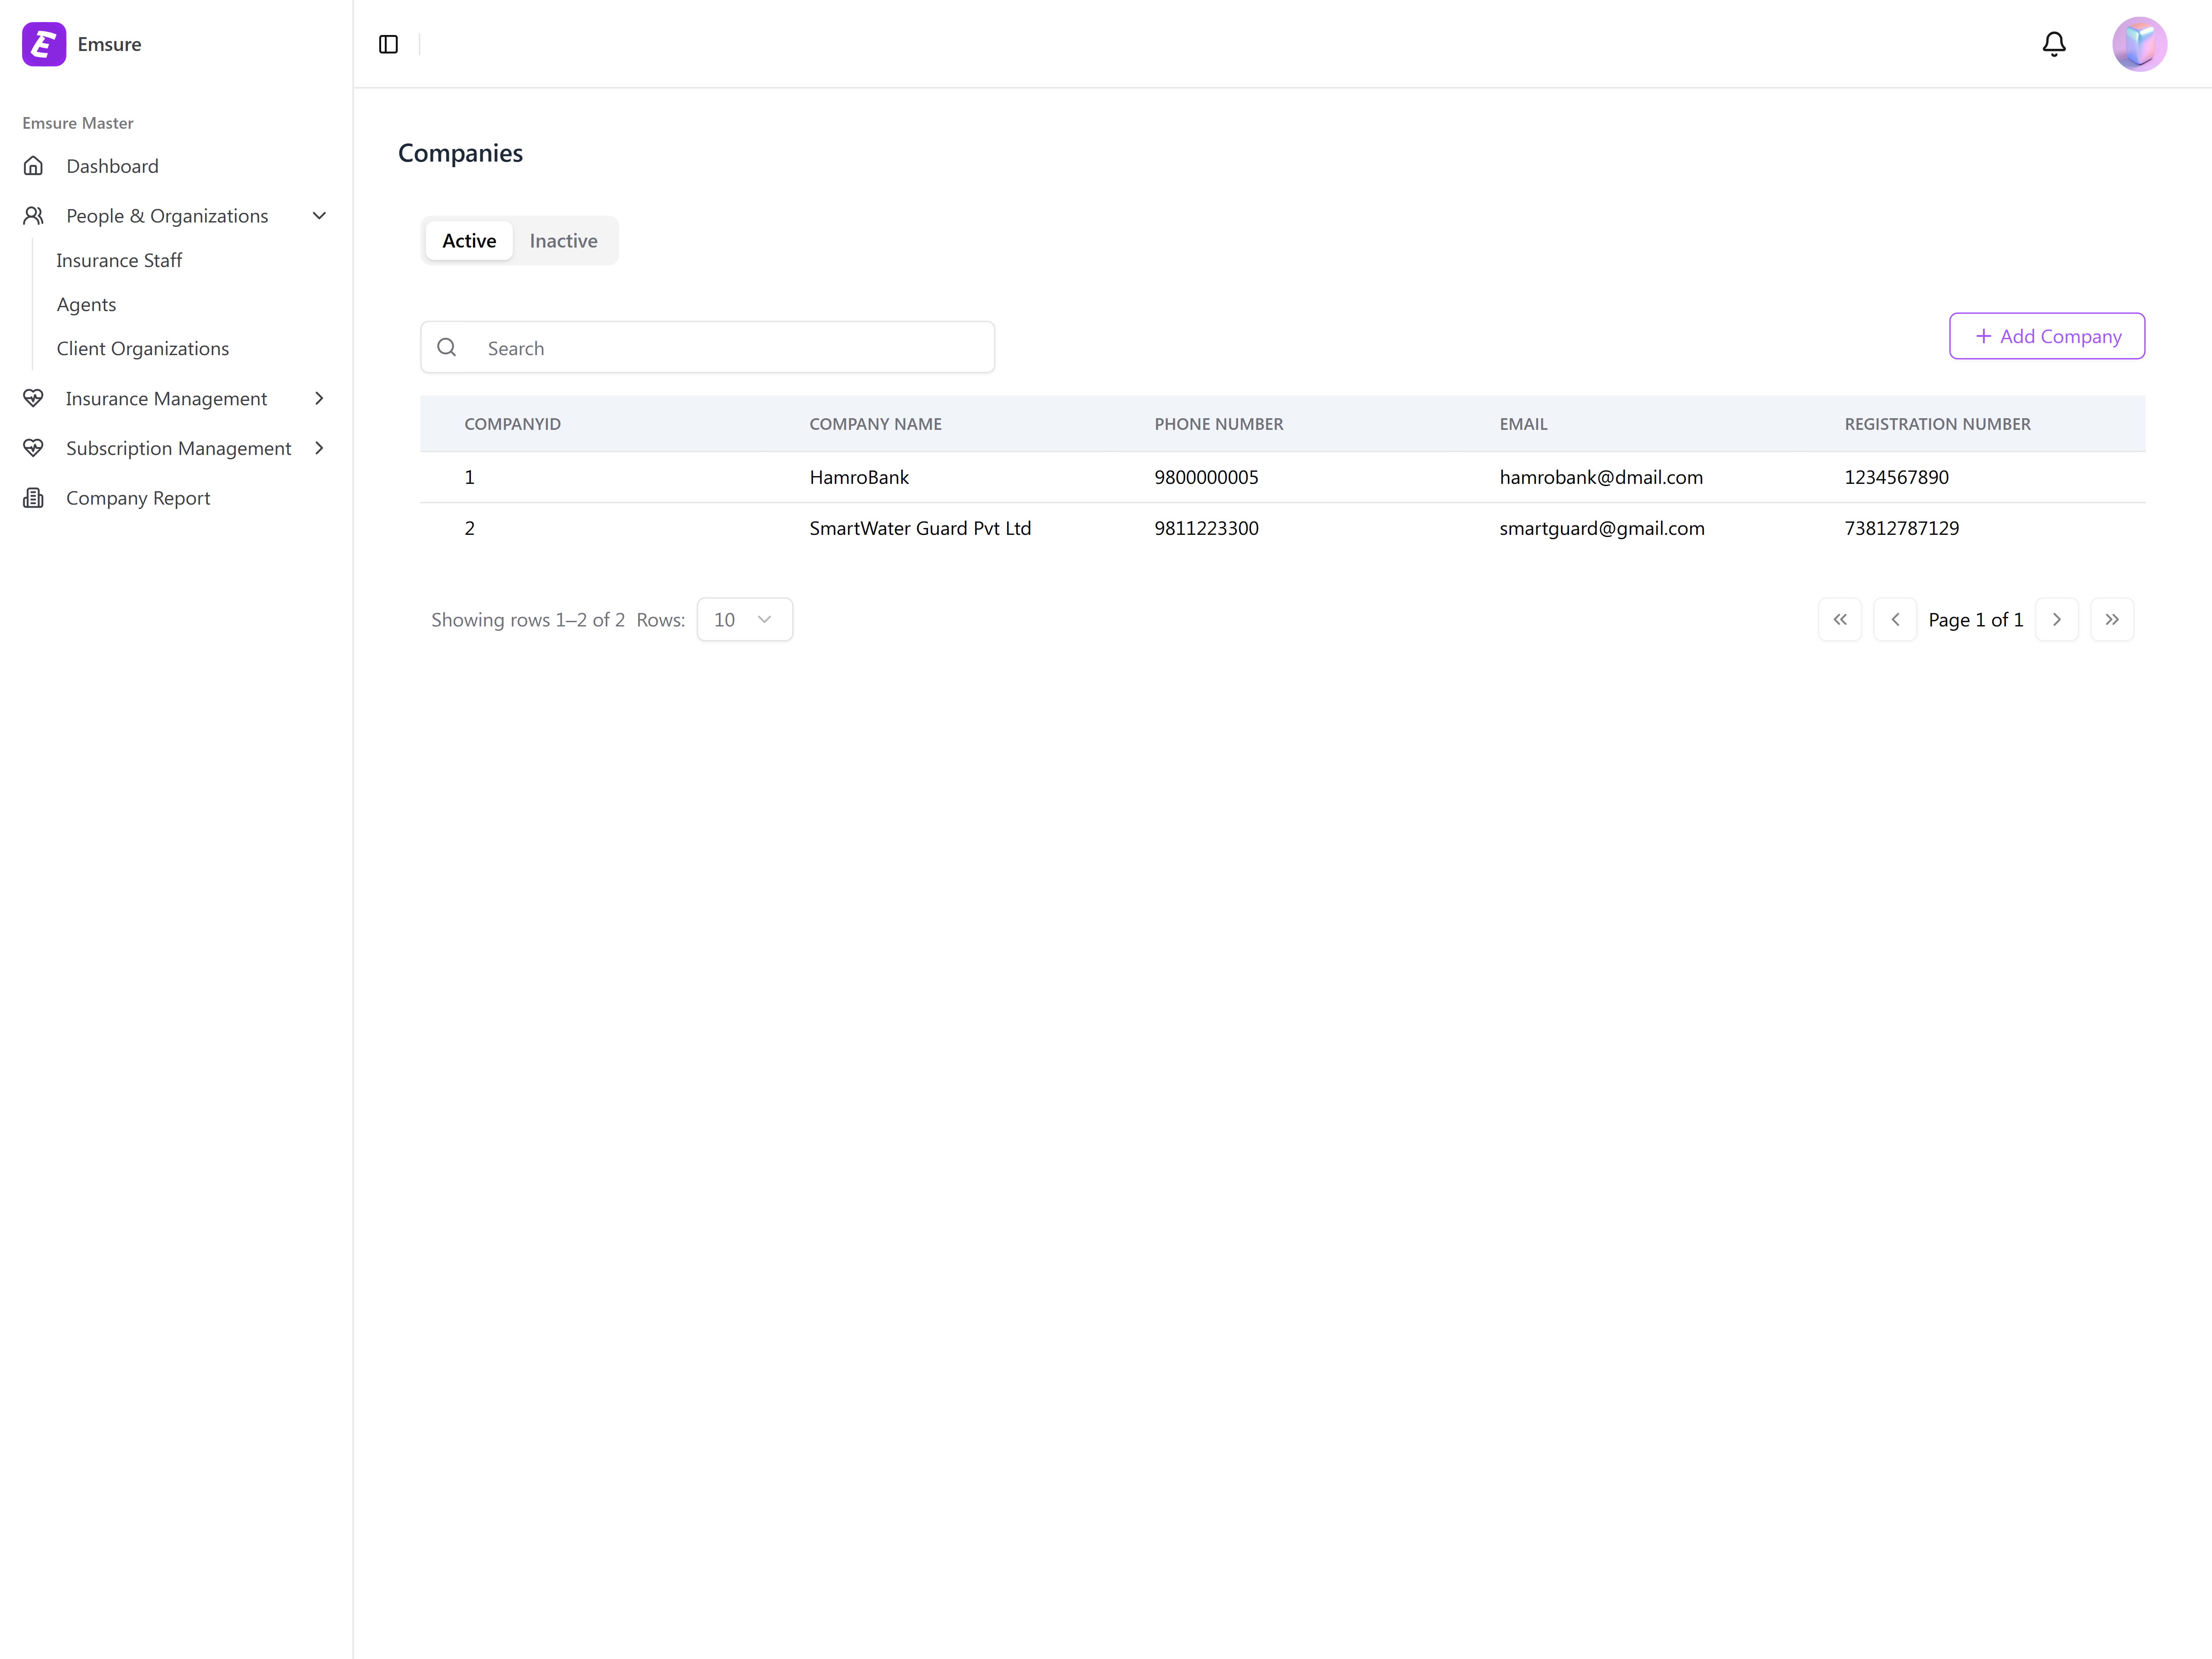 Emsure
Emsure Master
Dashboard
People & Organizations
Insurance Staff
Agents
Client Organizations
Insurance Management
Subscription Management
Company Report
Companies
Active Inactive
Search
+ Add Company
COMPANYID COMPANY NAME PHONE NUMBER EMAIL REGISTRATION NUMBER
1 HamroBank 9800000005 hamrobank@dmail.com 1234567890
2 SmartWater Guard Pvt Ltd 9811223300 smartguard@gmail.com 73812787129
Showing rows 1–2 of 2 Rows: 10 Page 1 of 1